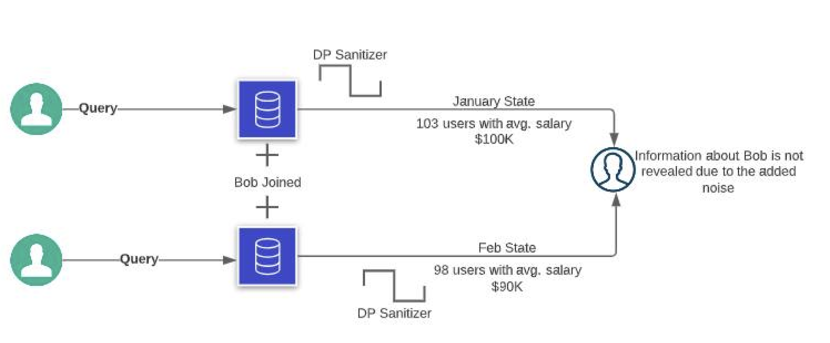 DP Sanitizer
Query
January State
103 users with avg. salary
$100K
Information about Bob is not
revealed due to the added
noise
Bob Joined
Query
Feb State
98 users with avg. salary
$90K
DP Sanitizer